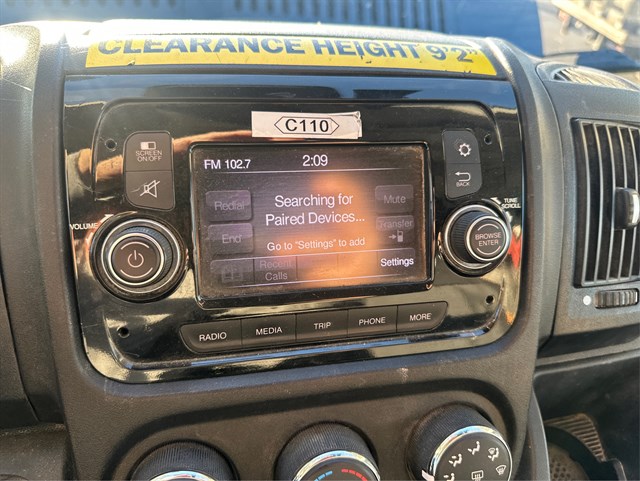 CLEARANCE HEIGHT 9'2"
C110
SCREEN
ON/OFF
FM 102.7
2:09
BACK
Redial
Searching for
Paired Devices...
Mute
End
Transfer
Go to "Settings" to add
Recent
Calls
Settings
VOLUME
TUNE
SCROLL
BROWSE
ENTER
RADIO
MEDIA
TRIP
PHONE
MORE